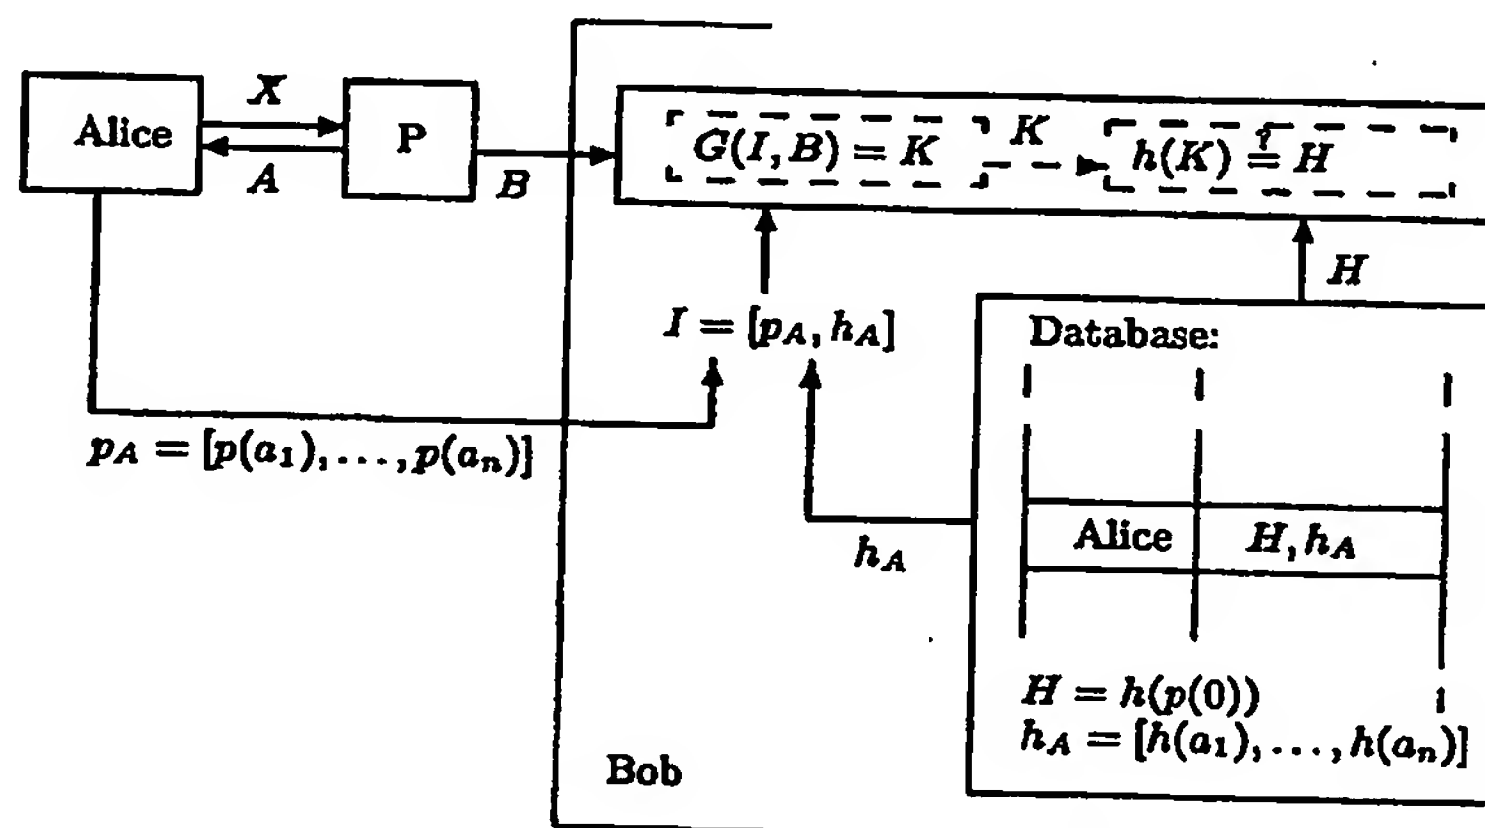 X
Alice
P
A
B
G(I, B) = K
K
h(K) ≟ H
H
I = [p_A, h_A]
p_A = [p(a_1), ..., p(a_n)]
h_A
Database:
Alice
H, h_A
H = h(p(0))
h_A = [h(a_1), ..., h(a_n)]
Bob